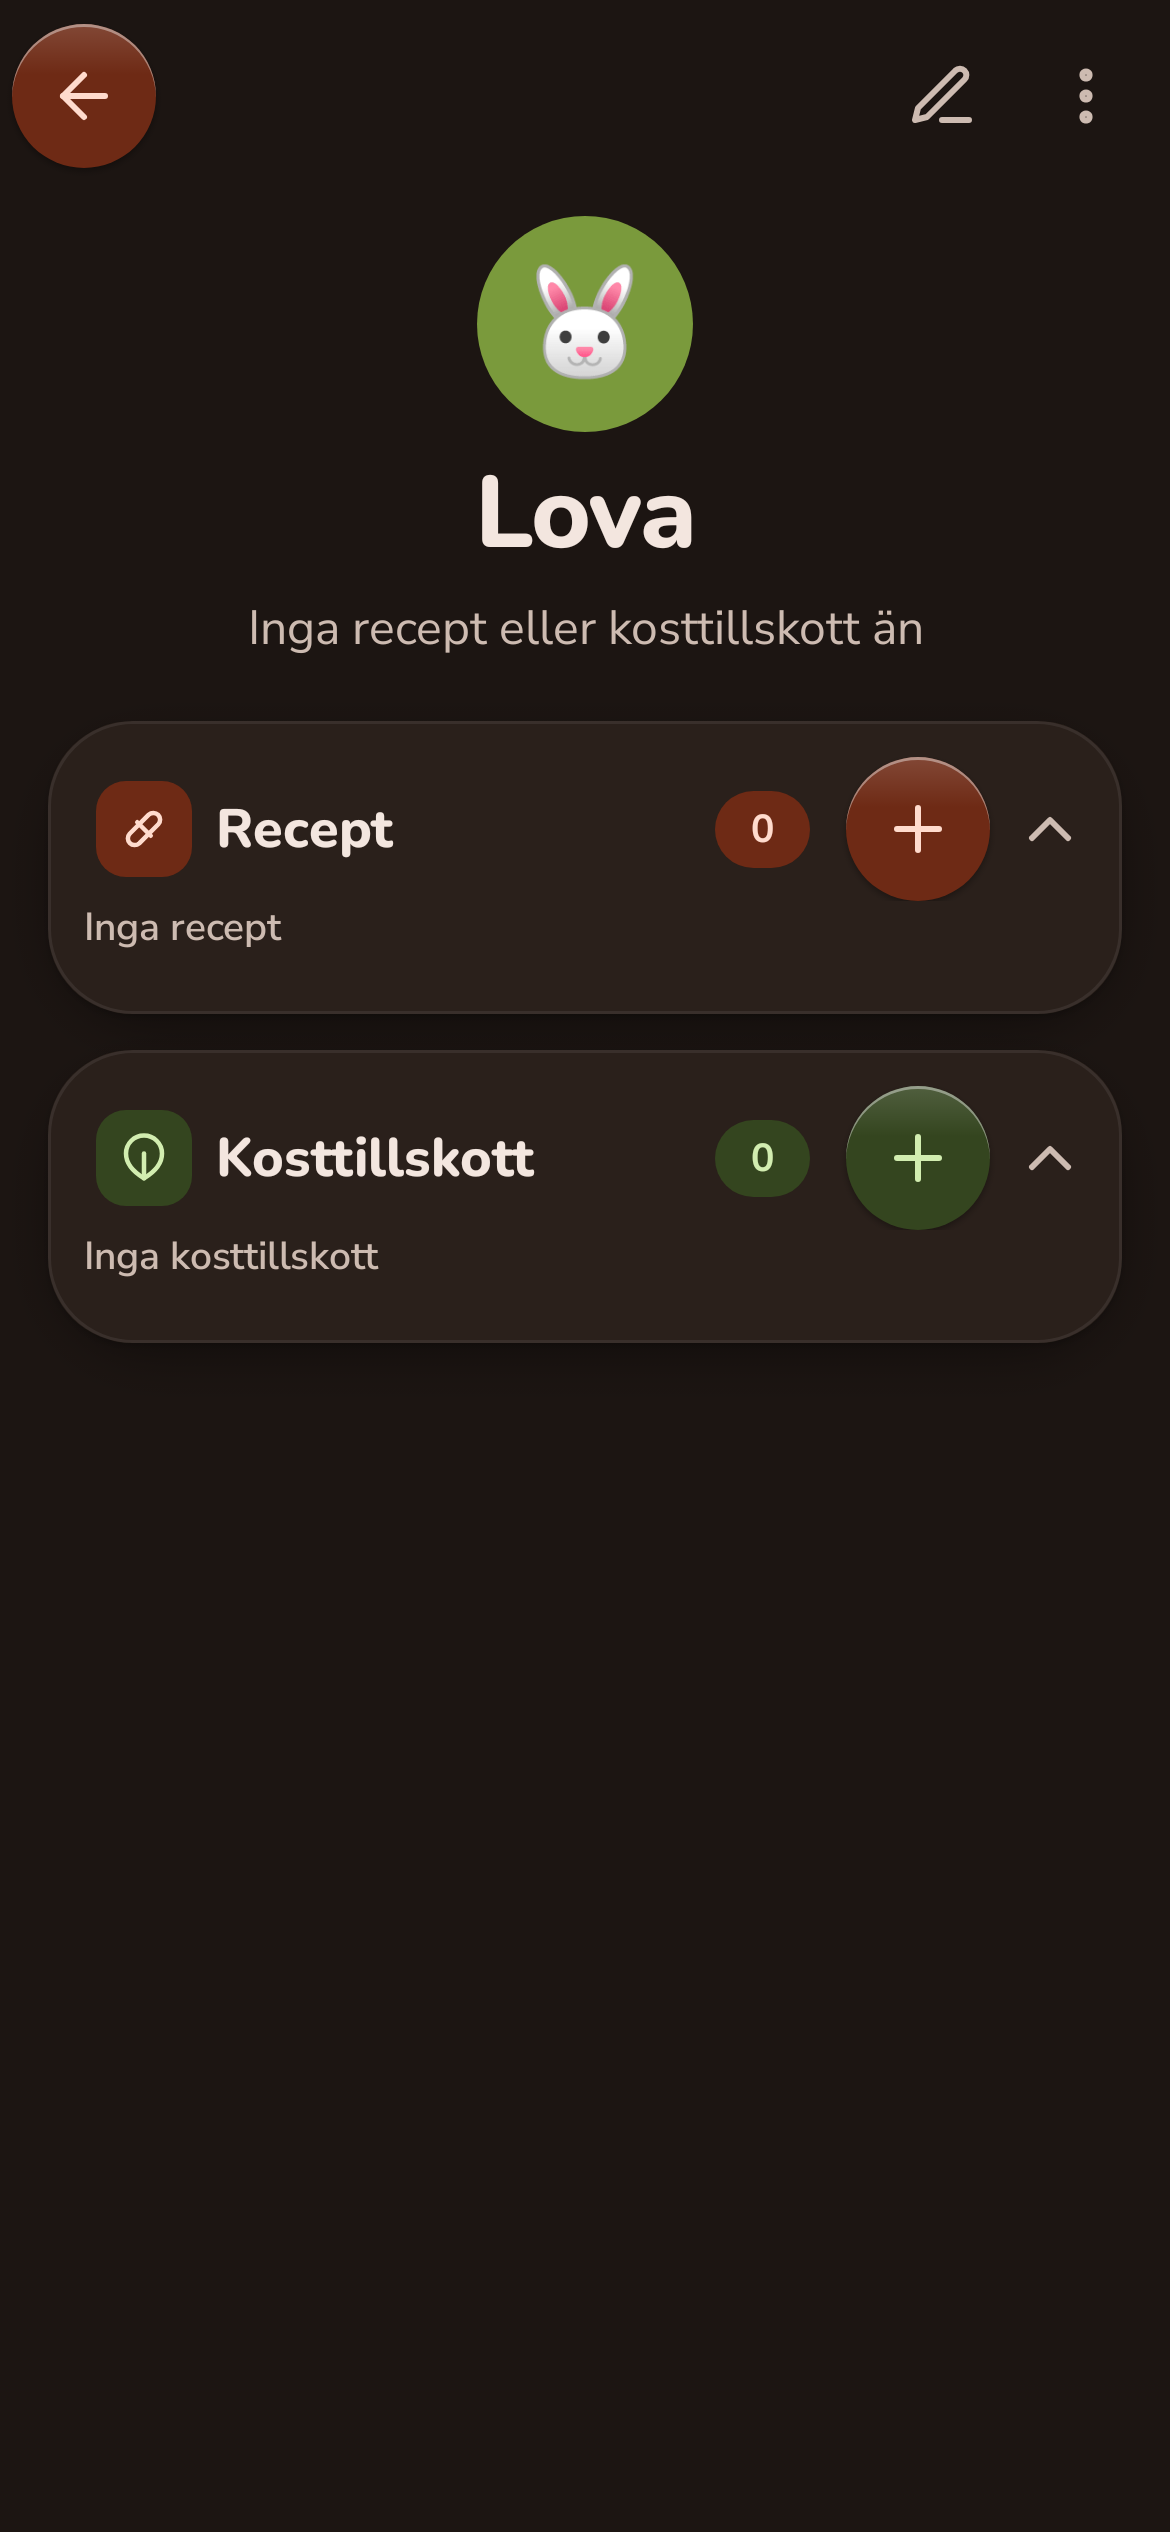 Lova
Inga recept eller kosttillskott än
Recept
0
Inga recept
Kosttillskott
0
Inga kosttillskott